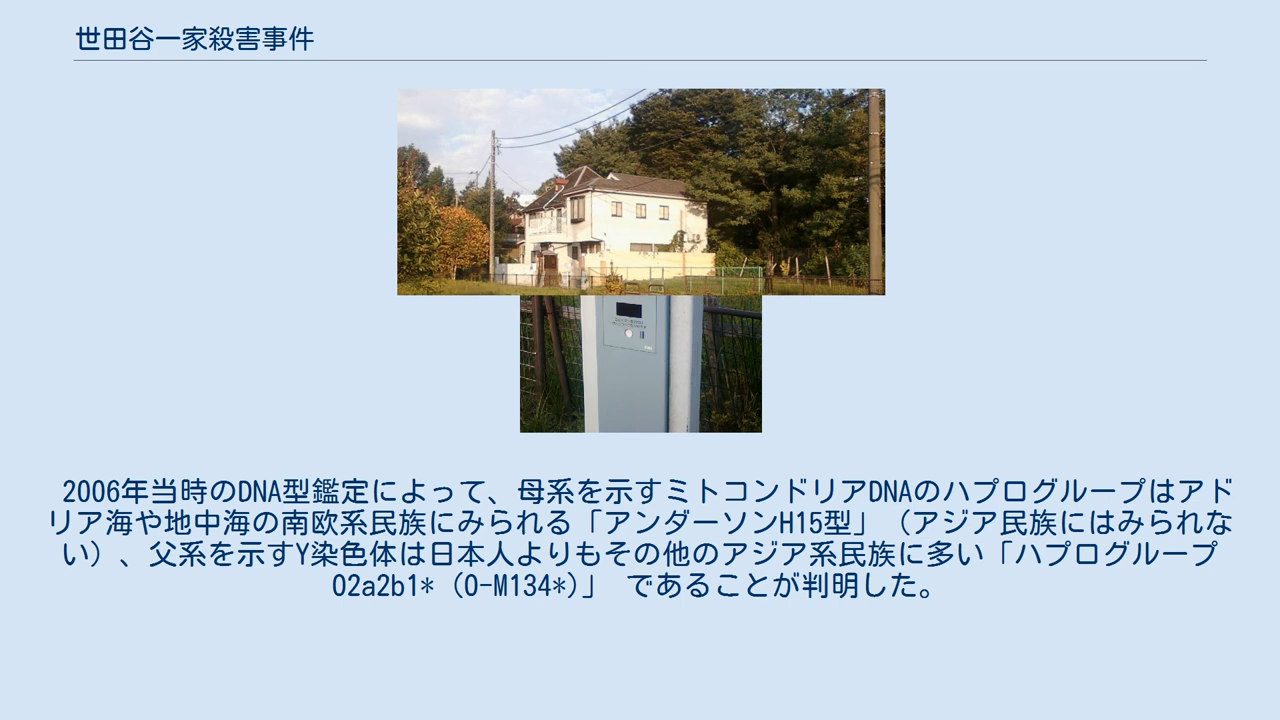 世田谷一家殺害事件
2006年当時のDNA型鑑定によって、母系を示すミトコンドリアDNAのハプログループはアド
リア海や地中海の南欧系民族にみられる「アンダーソンH15型」（アジア民族にはみられな
い）、父系を示すY染色体は日本人よりもその他のアジア系民族に多い「ハプログループ
O2a2b1*（O-M134*)」 であることが判明した。